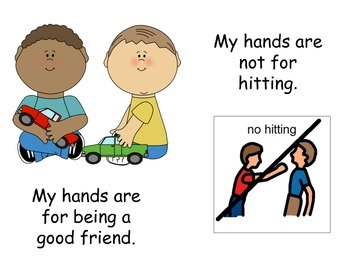 My hands are
for being a
good friend.
My hands are
not for
hitting.
no hitting